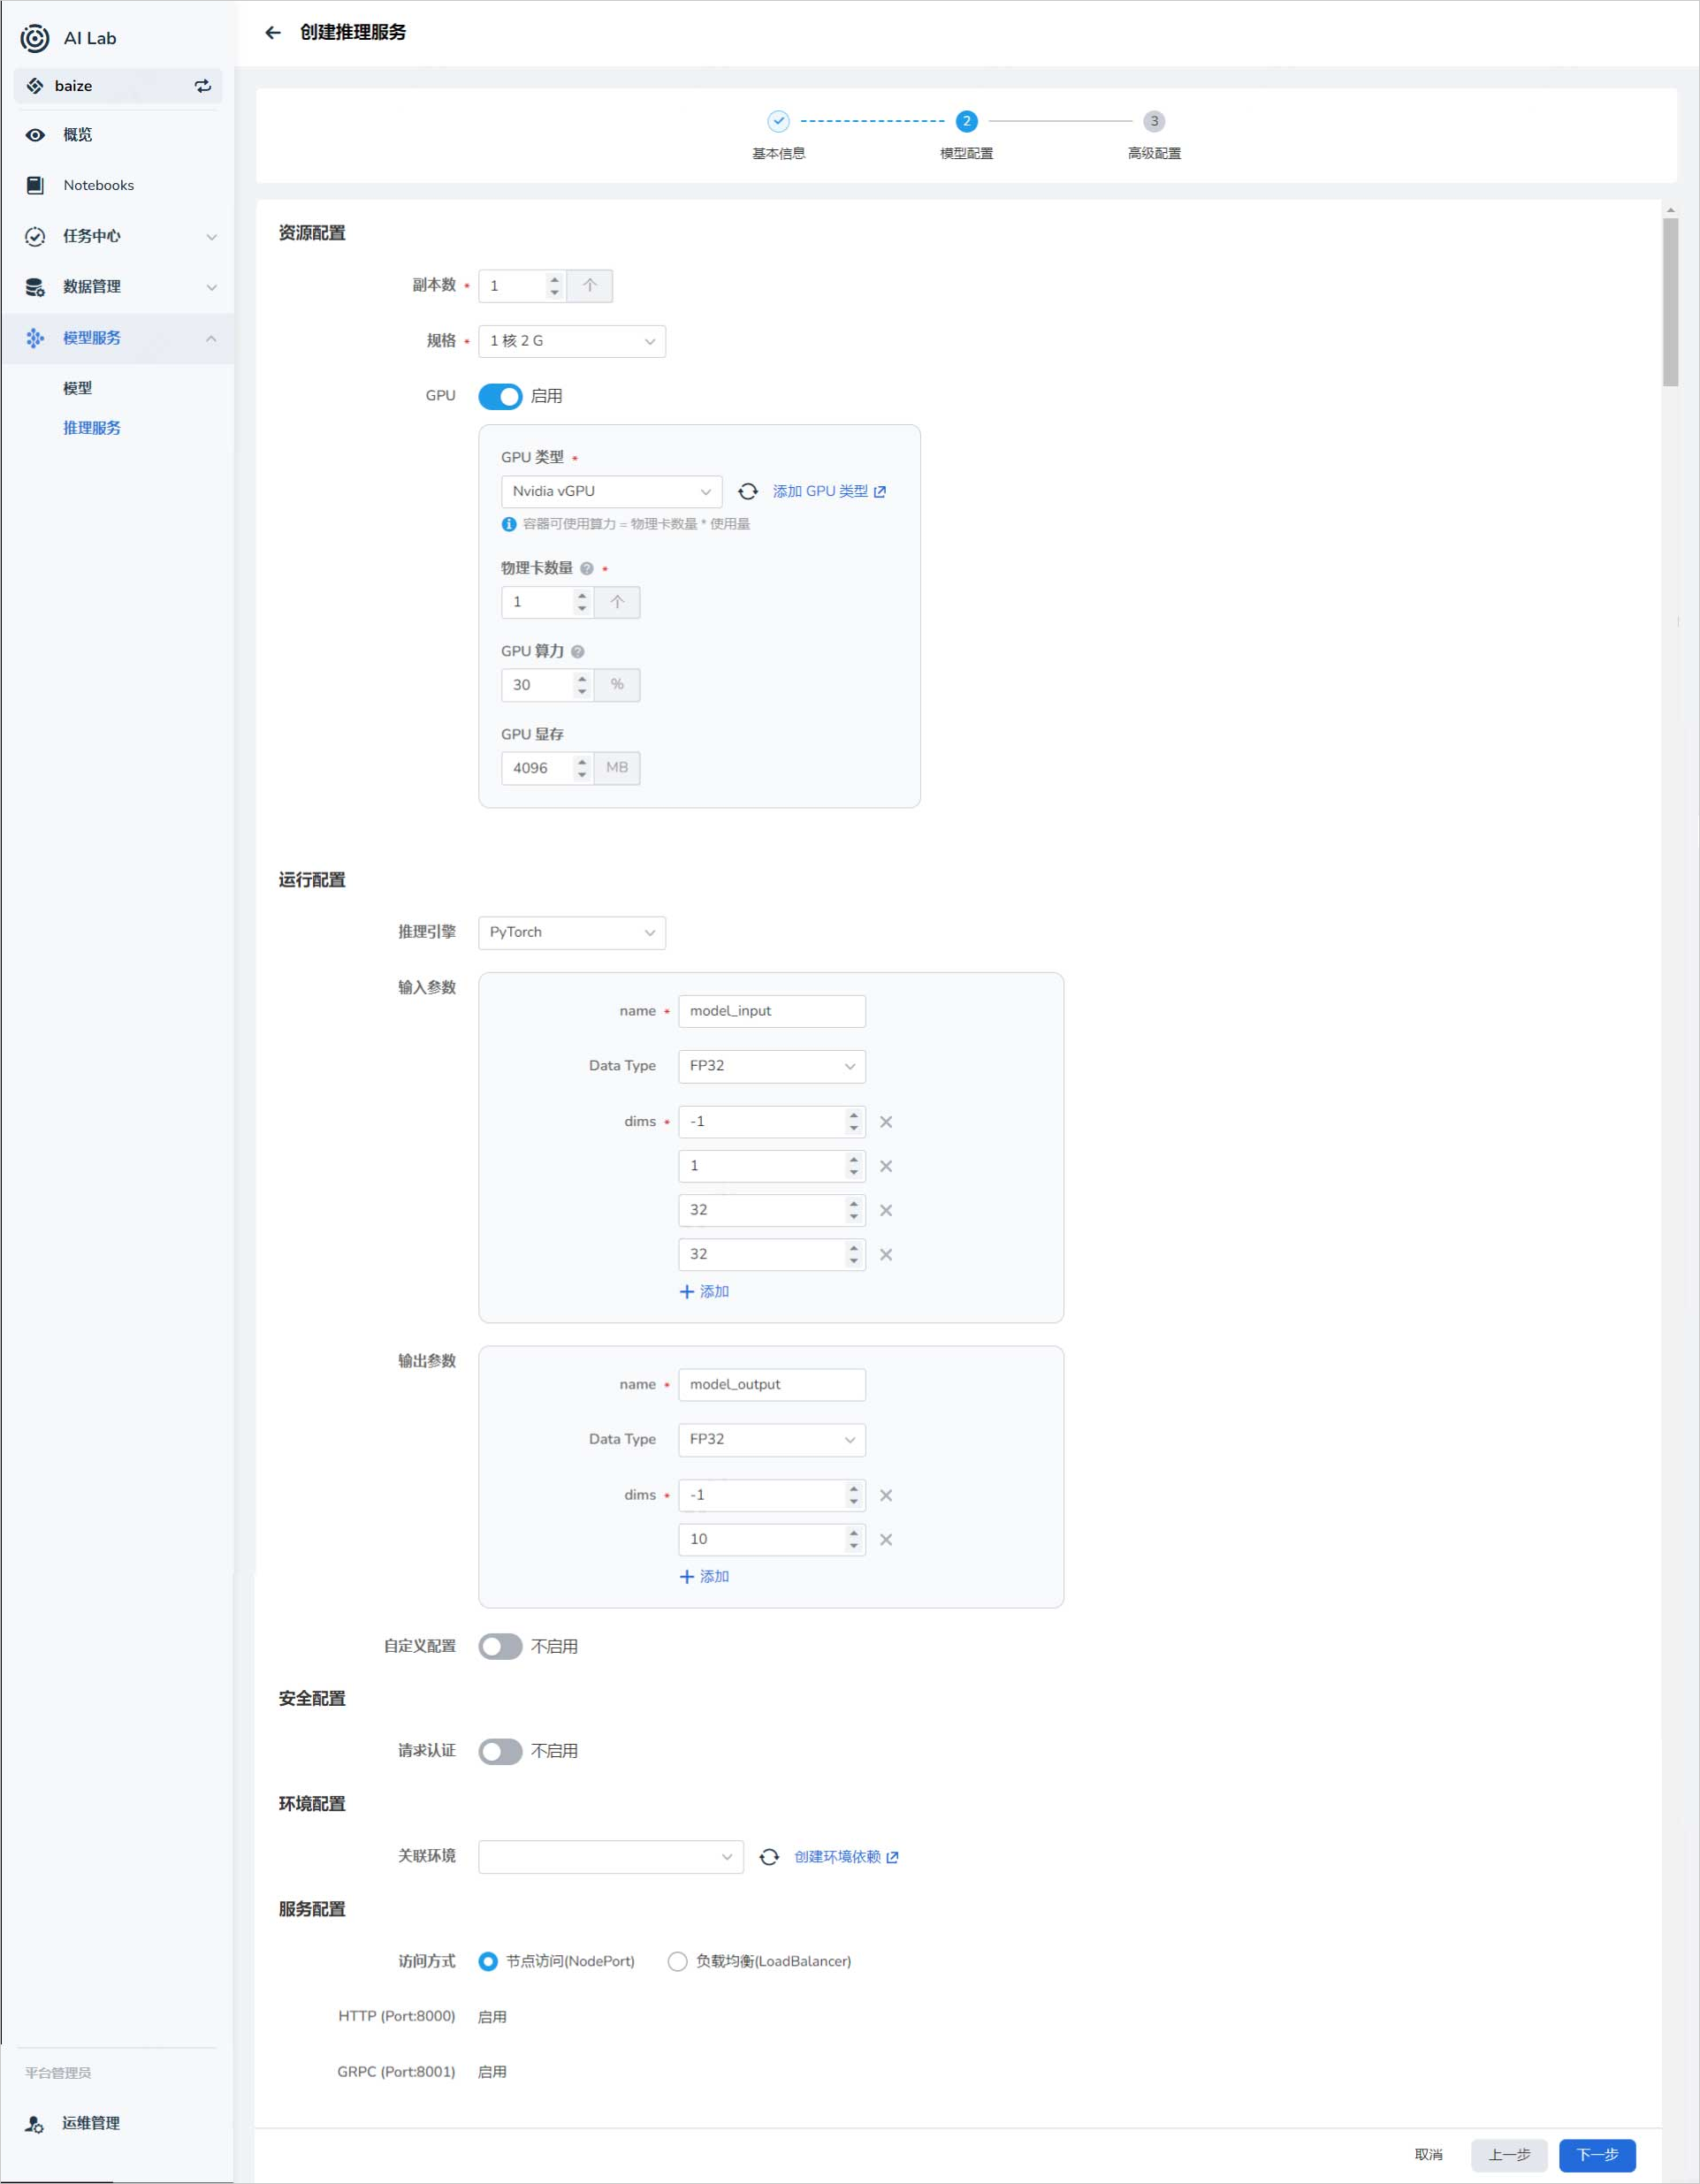 AI Lab
baize
概览
Notebooks
任务中心
数据管理
模型服务
模型
推理服务
平台管理员
运维管理
创建推理服务
2
3
基本信息
模型配置
高级配置
资源配置
副本数 *
1
个
规格 *
1 核 2 G
GPU
启用
GPU 类型 *
Nvidia vGPU
添加 GPU 类型
容器可使用算力 = 物理卡数量 * 使用量
物理卡数量 *
1
个
GPU 算力
30
%
GPU 显存
4096
MB
运行配置
推理引擎
PyTorch
输入参数
name *
model_input
Data Type
FP32
dims *
-1
1
32
32
添加
输出参数
name *
model_output
Data Type
FP32
dims *
-1
10
添加
自定义配置
不启用
安全配置
请求认证
不启用
环境配置
关联环境
创建环境依赖
服务配置
访问方式
节点访问(NodePort)
负载均衡(LoadBalancer)
HTTP (Port:8000)
启用
GRPC (Port:8001)
启用
取消
上一步
下一步